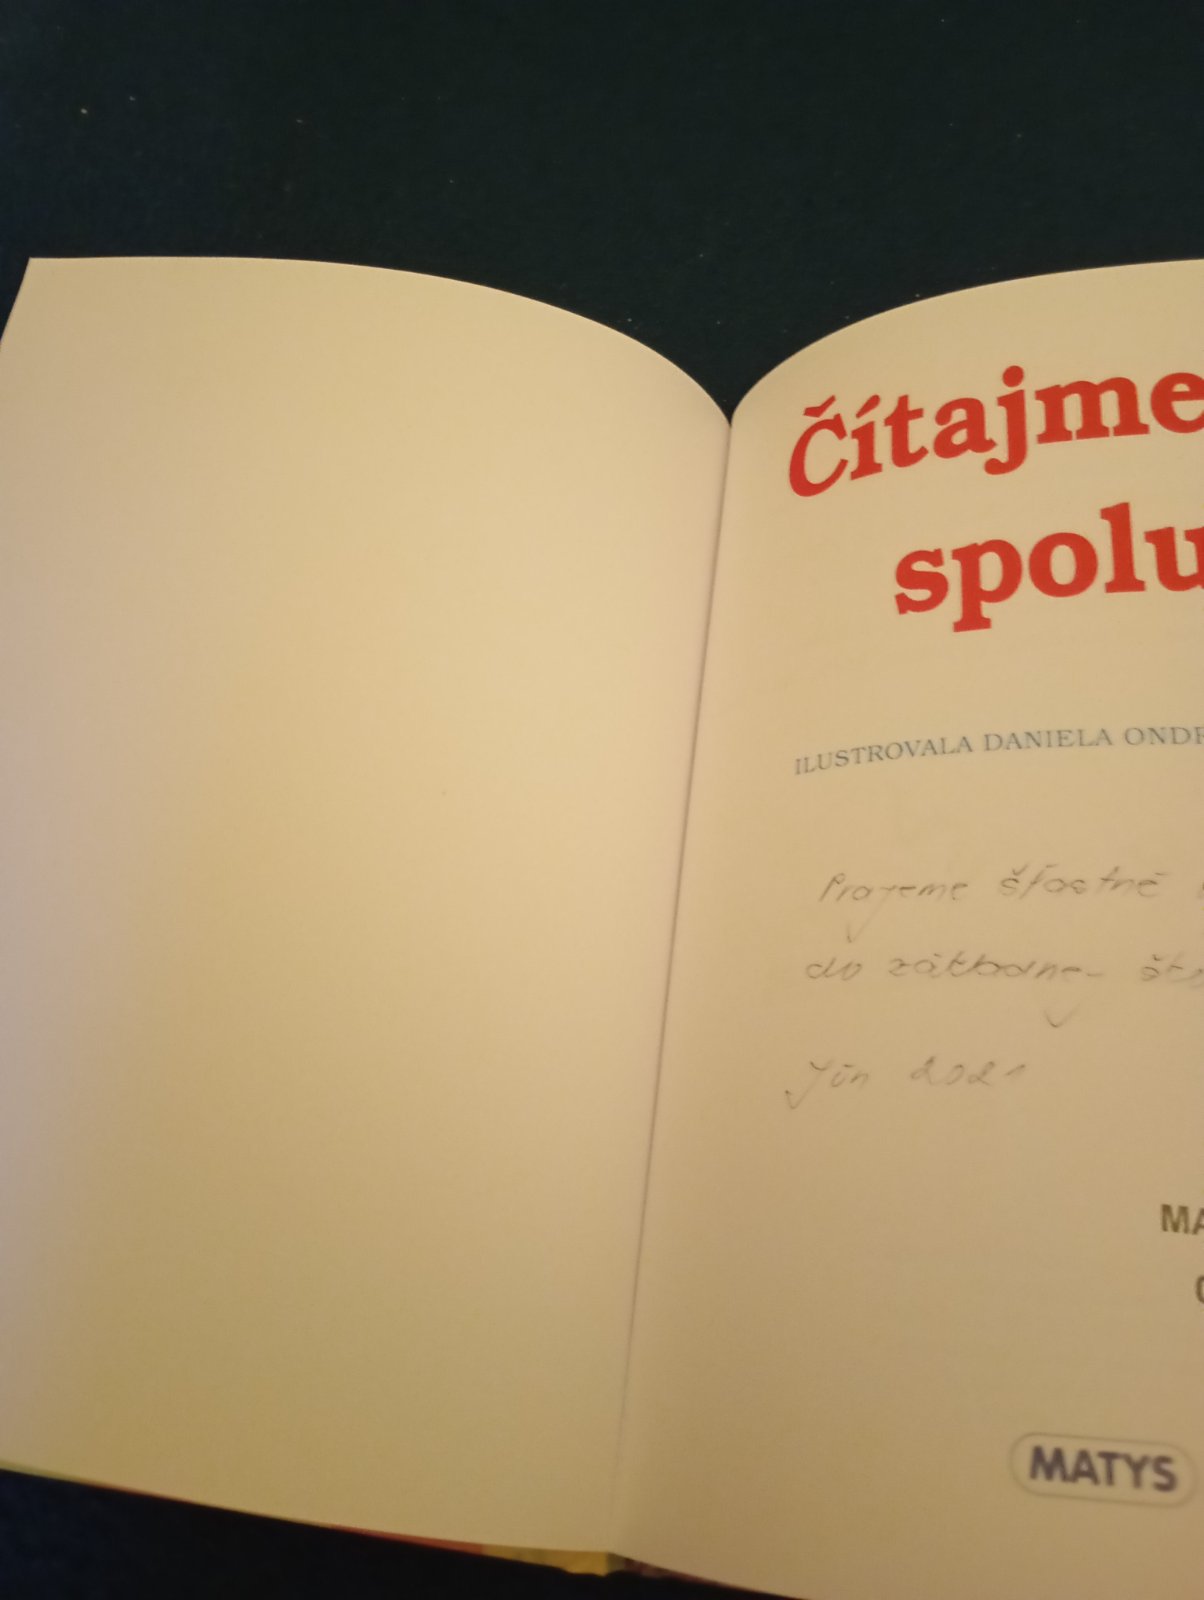 Čítajme
spolu
ILUSTROVALA DANIELA ONDR
Prajeme šťastné
do základnej
Jún 2021
MA
MATYS